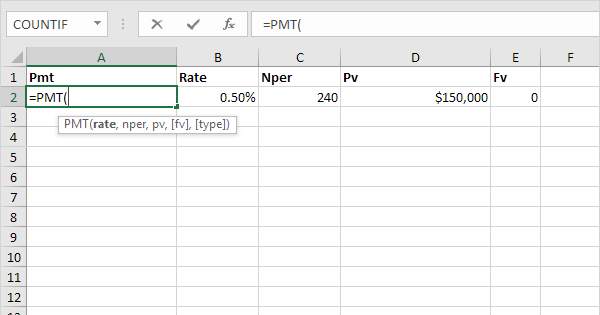 COUNTIF =PMT(
A B C D E F
1 Pmt Rate Nper Pv Fv
2 =PMT( 0.50% 240 $150,000 0
3 PMT(rate, nper, pv, [fv], [type])
4
5
6
7
8
9
10
11
12